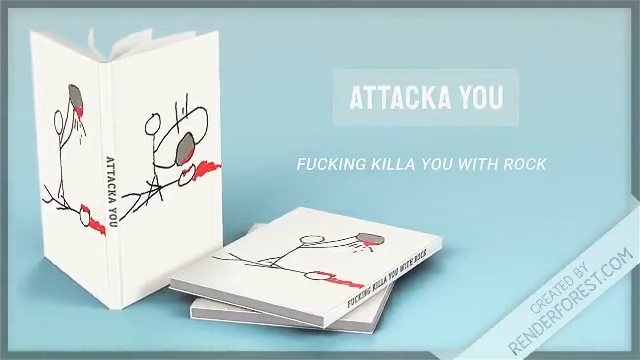 ATTACKA YOU
FUCKING KILLA YOU WITH ROCK
ATTACKA YOU
FUCKING KILLA YOU WITH ROCK
CREATED BY
RENDERFOREST.COM